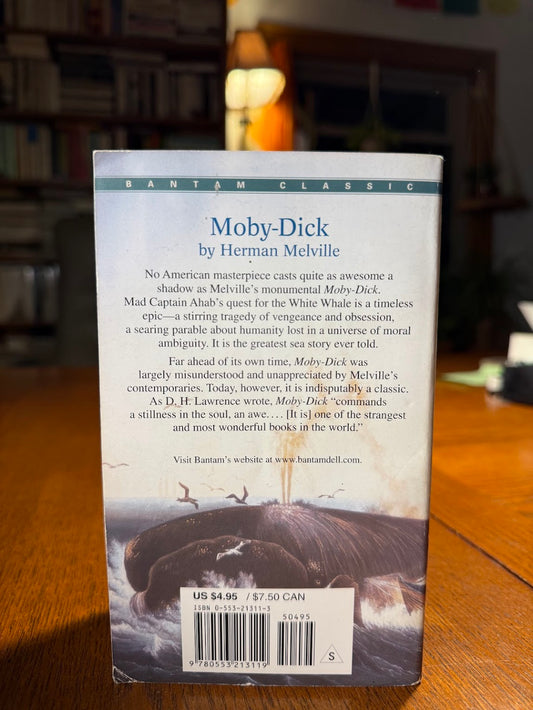 BANTAM CLASSIC
Moby-Dick
by Herman Melville
No American masterpiece casts quite as awesome a
shadow as Melville's monumental Moby-Dick.
Mad Captain Ahab's quest for the White Whale is a timeless
epic—a stirring tragedy of vengeance and obsession,
a searing parable about humanity lost in a universe of moral
ambiguity. It is the greatest sea story ever told.
Far ahead of its own time, Moby-Dick was
largely misunderstood and unappreciated by Melville's
contemporaries. Today, however, it is indisputably a classic.
As D. H. Lawrence wrote, Moby-Dick “commands
a stillness in the soul, an awe. . . . [It is] one of the strangest
and most wonderful books in the world.”
Visit Bantam's website at www.bantamdell.com.
US $4.95 / $7.50 CAN
ISBN 0-553-21311-3
50495
9 780553 213119
S